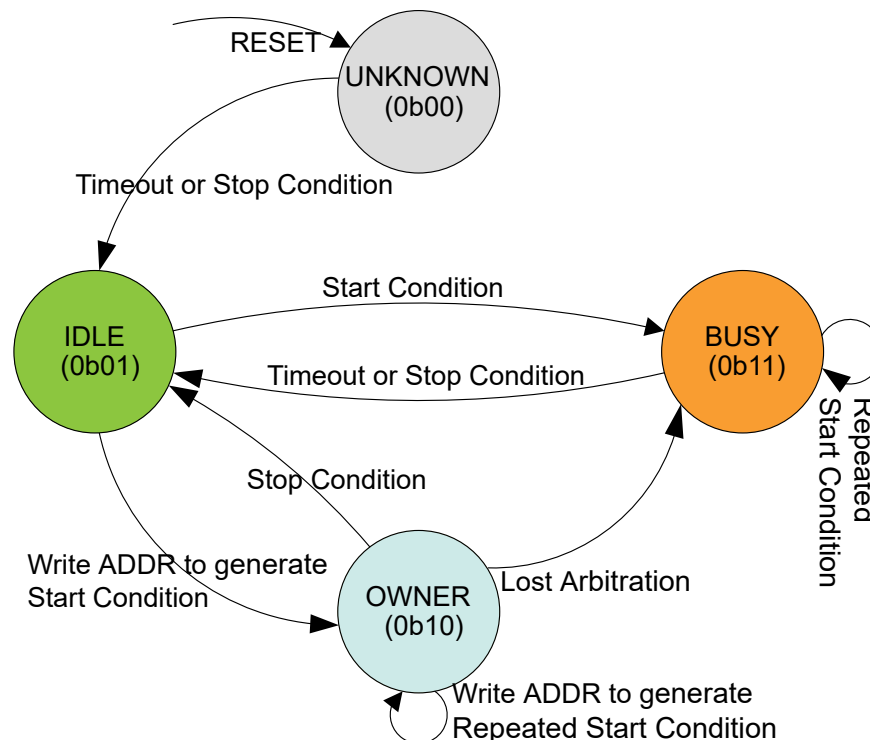 RESET
UNKNOWN
(0b00)
Timeout or Stop Condition
Start Condition
IDLE
(0b01)
BUSY
(0b11)
Timeout or Stop Condition
Repeated
Start Condition
Stop Condition
Write ADDR to generate
Start Condition
Lost Arbitration
OWNER
(0b10)
Write ADDR to generate
Repeated Start Condition